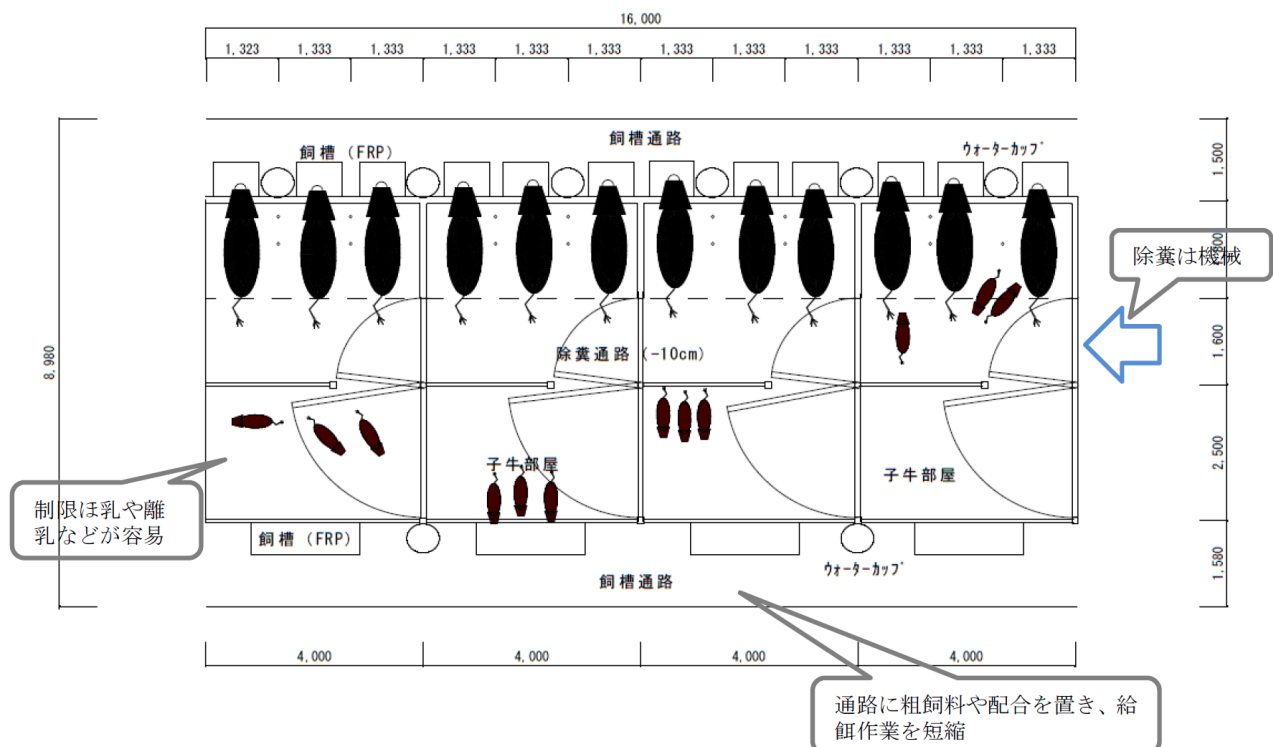 16,000
1,323 1,333 1,333 1,333 1,333 1,333 1,333 1,333 1,333 1,333 1,333 1,333
飼槽通路
飼槽 (FRP)
ウォーターカップ
1,500
800
除糞は機械
8,980
除糞通路 (-10cm)
1,600
子牛部屋
子牛部屋
2,500
制限ほ乳や離
乳などが容易
飼槽 (FRP)
ウォーターカップ
飼槽通路
1,580
4,000 4,000 4,000 4,000
通路に粗飼料や配合を置き、給
餌作業を短縮